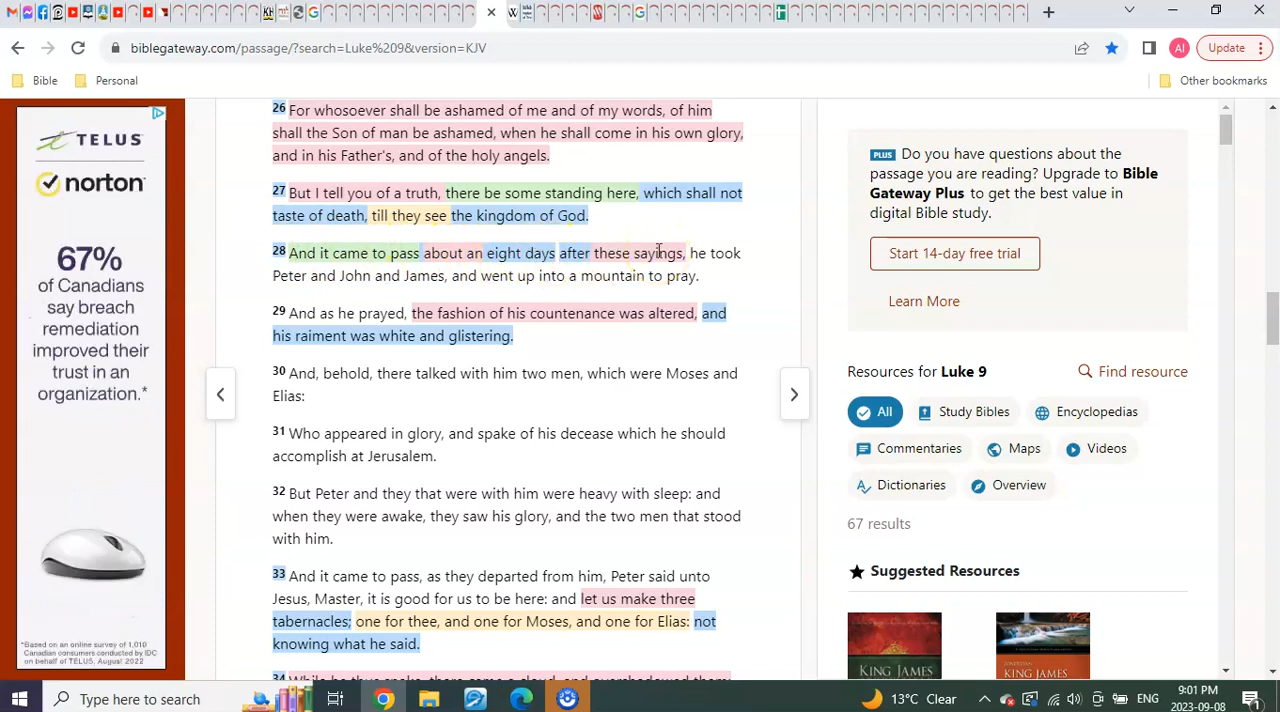 biblegateway.com/passage/?search=Luke%209&version=KJV
AI
Update
Bible
Personal
Other bookmarks
TELUS
norton
67%
of Canadians
say breach
remediation
improved their
trust in an
organization.*
*Based on an online survey of 1,010
Canadian consumers conducted by IDC
on behalf of TELUS, August 2022
26 For whosoever shall be ashamed of me and of my words, of him
shall the Son of man be ashamed, when he shall come in his own glory,
and in his Father's, and of the holy angels.
27 But I tell you of a truth, there be some standing here, which shall not
taste of death, till they see the kingdom of God.
28 And it came to pass about an eight days after these sayings, he took
Peter and John and James, and went up into a mountain to pray.
29 And as he prayed, the fashion of his countenance was altered, and
his raiment was white and glistering.
30 And, behold, there talked with him two men, which were Moses and
Elias:
31 Who appeared in glory, and spake of his decease which he should
accomplish at Jerusalem.
32 But Peter and they that were with him were heavy with sleep: and
when they were awake, they saw his glory, and the two men that stood
with him.
33 And it came to pass, as they departed from him, Peter said unto
Jesus, Master, it is good for us to be here: and let us make three
tabernacles; one for thee, and one for Moses, and one for Elias: not
knowing what he said.
PLUS Do you have questions about the
passage you are reading? Upgrade to Bible
Gateway Plus to get the best value in
digital Bible study.
Start 14-day free trial
Learn More
Resources for Luke 9
Find resource
All
Study Bibles
Encyclopedias
Commentaries
Maps
Videos
Dictionaries
Overview
67 results
Suggested Resources
KING JAMES
KING JAMES
Type here to search
13°C Clear
ENG
9:01 PM
2023-09-08